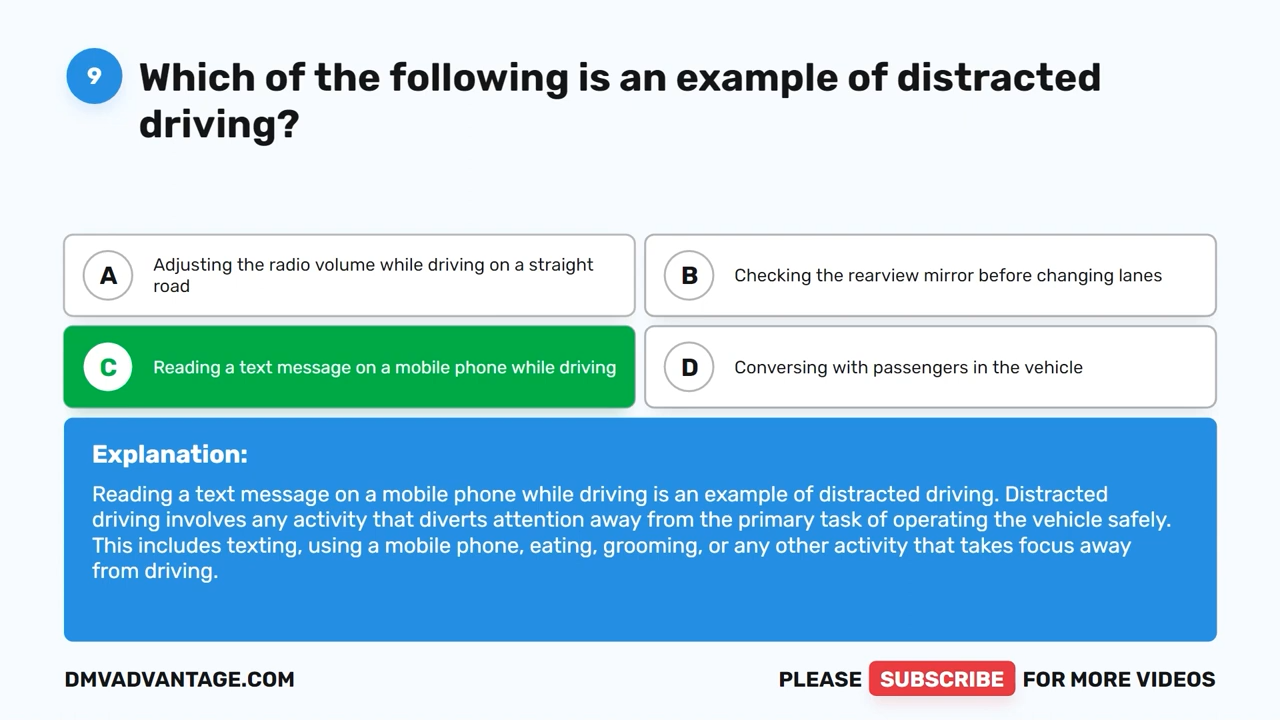 9
Which of the following is an example of distracted
driving?
A
Adjusting the radio volume while driving on a straight
road
B
Checking the rearview mirror before changing lanes
C
Reading a text message on a mobile phone while driving
D
Conversing with passengers in the vehicle
Explanation:
Reading a text message on a mobile phone while driving is an example of distracted driving. Distracted
driving involves any activity that diverts attention away from the primary task of operating the vehicle safely.
This includes texting, using a mobile phone, eating, grooming, or any other activity that takes focus away
from driving.
DMVADVANTAGE.COM
PLEASE SUBSCRIBE FOR MORE VIDEOS